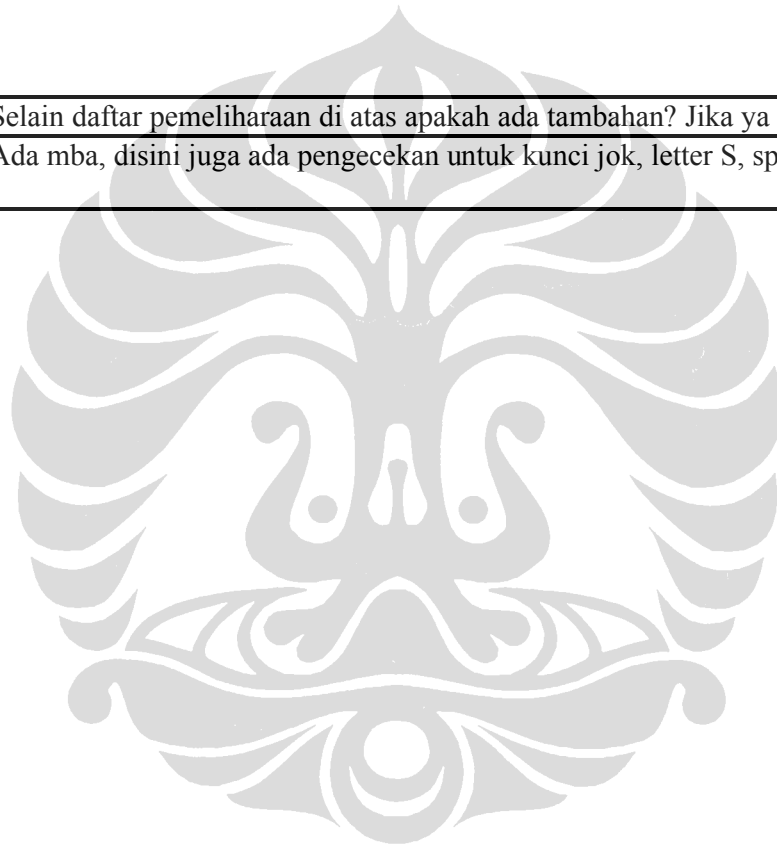 Selain daftar pemeliharaan di atas apakah ada tambahan? Jika ya
Ada mba, disini juga ada pengecekan untuk kunci jok, letter S,